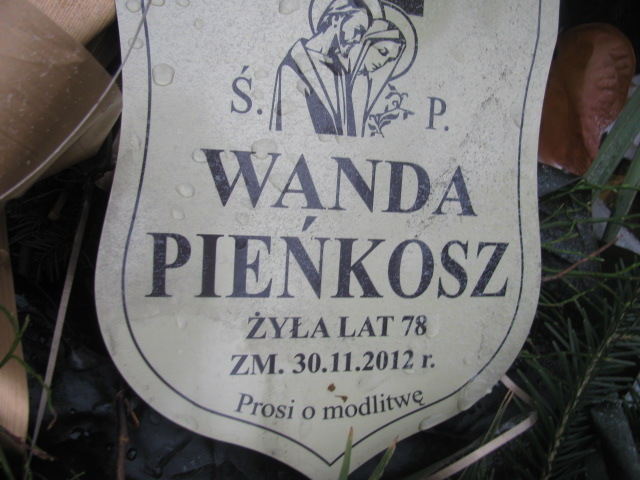 Ś. P.
WANDA
PIEŃKOSZ
ŻYŁA LAT 78
ZM. 30.11.2012 r.
Prosi o modlitwę